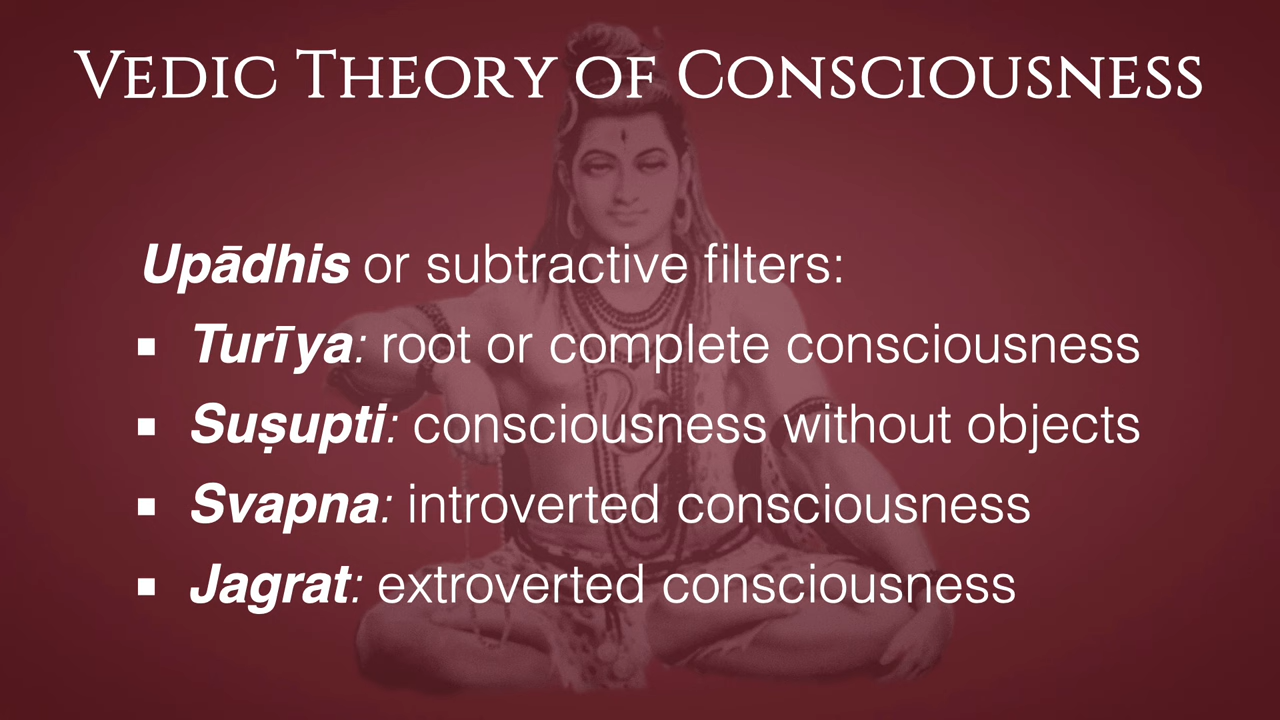 Vedic Theory of Consciousness
Upādhis or subtractive filters:
▪ Turīya: root or complete consciousness
▪ Suṣupti: consciousness without objects
▪ Svapna: introverted consciousness
▪ Jagrat: extroverted consciousness